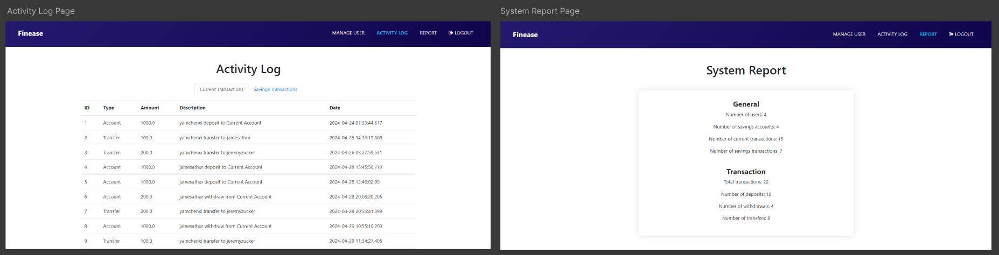 Activity Log Page
Finease
MANAGE USER ACTIVITY LOG REPORT LOGOUT
Activity Log
Current Transactions Savings Transactions
ID Type Amount Description Date
1 Account 1000.0 yamchenxi deposit to Current Account 2024-04-24 01:33:44.617
2 Transfer 100.0 yamchenxi transfer to jamesathur 2024-04-25 14:33:19.808
3 Transfer 200.0 yamchenxi transfer to jeremyzucker 2024-04-26 03:27:59.531
4 Account 1000.0 jamesathur deposit to Current Account 2024-04-28 13:45:50.119
5 Account 1000.0 jamesathur deposit to Current Account 2024-04-28 13:46:02.09
6 Account 200.0 jamesathur withdraw from Current Account 2024-04-28 20:08:20.205
7 Transfer 200.0 yamchenxi transfer to jeremyzucker 2024-04-28 20:56:41.399
8 Account 1000.0 jamesathur withdraw from Current Account 2024-04-29 10:55:10.209
9 Transfer 100.0 yamchenxi transfer to jeremyzucker 2024-04-29 11:34:27.405
System Report Page
Finease
MANAGE USER ACTIVITY LOG REPORT LOGOUT
System Report
General
Number of users: 4
Number of savings accounts: 4
Number of current transactions: 15
Number of savings transactions: 7
Transaction
Total transactions: 22
Number of deposits: 10
Number of withdrawals: 4
Number of transfers: 8